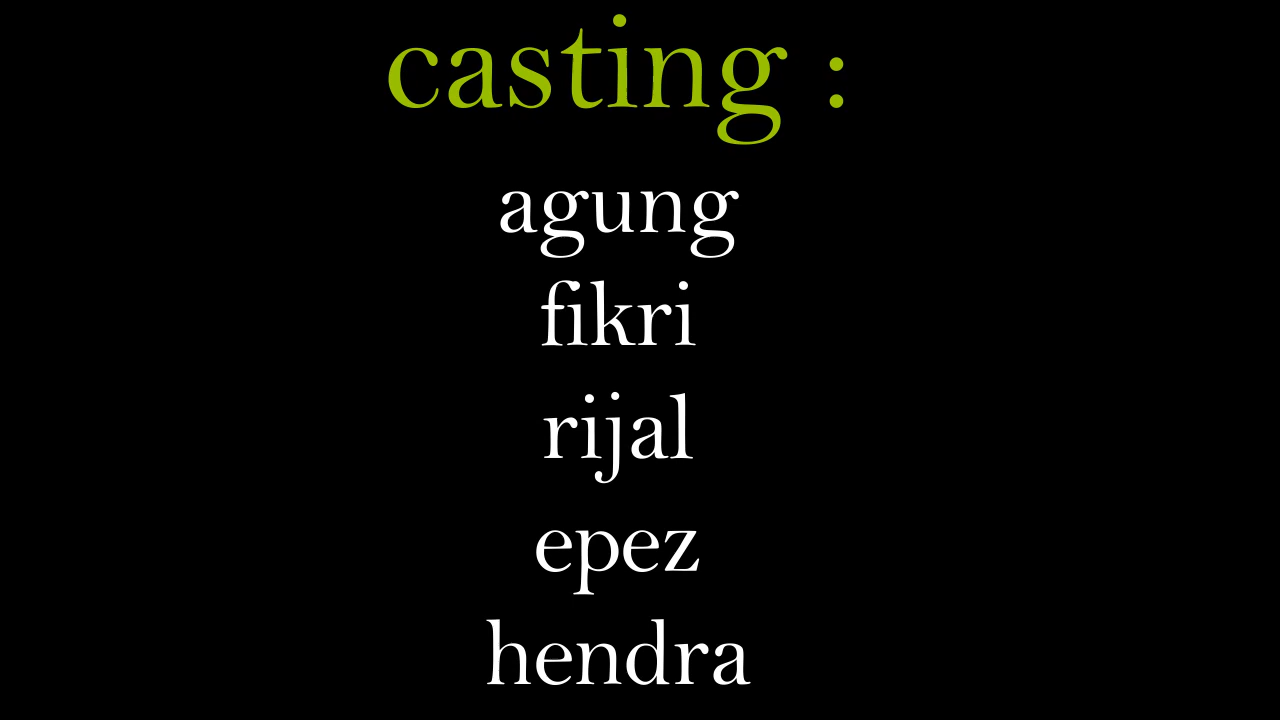 casting :
agung
fikri
rijal
epez
hendra